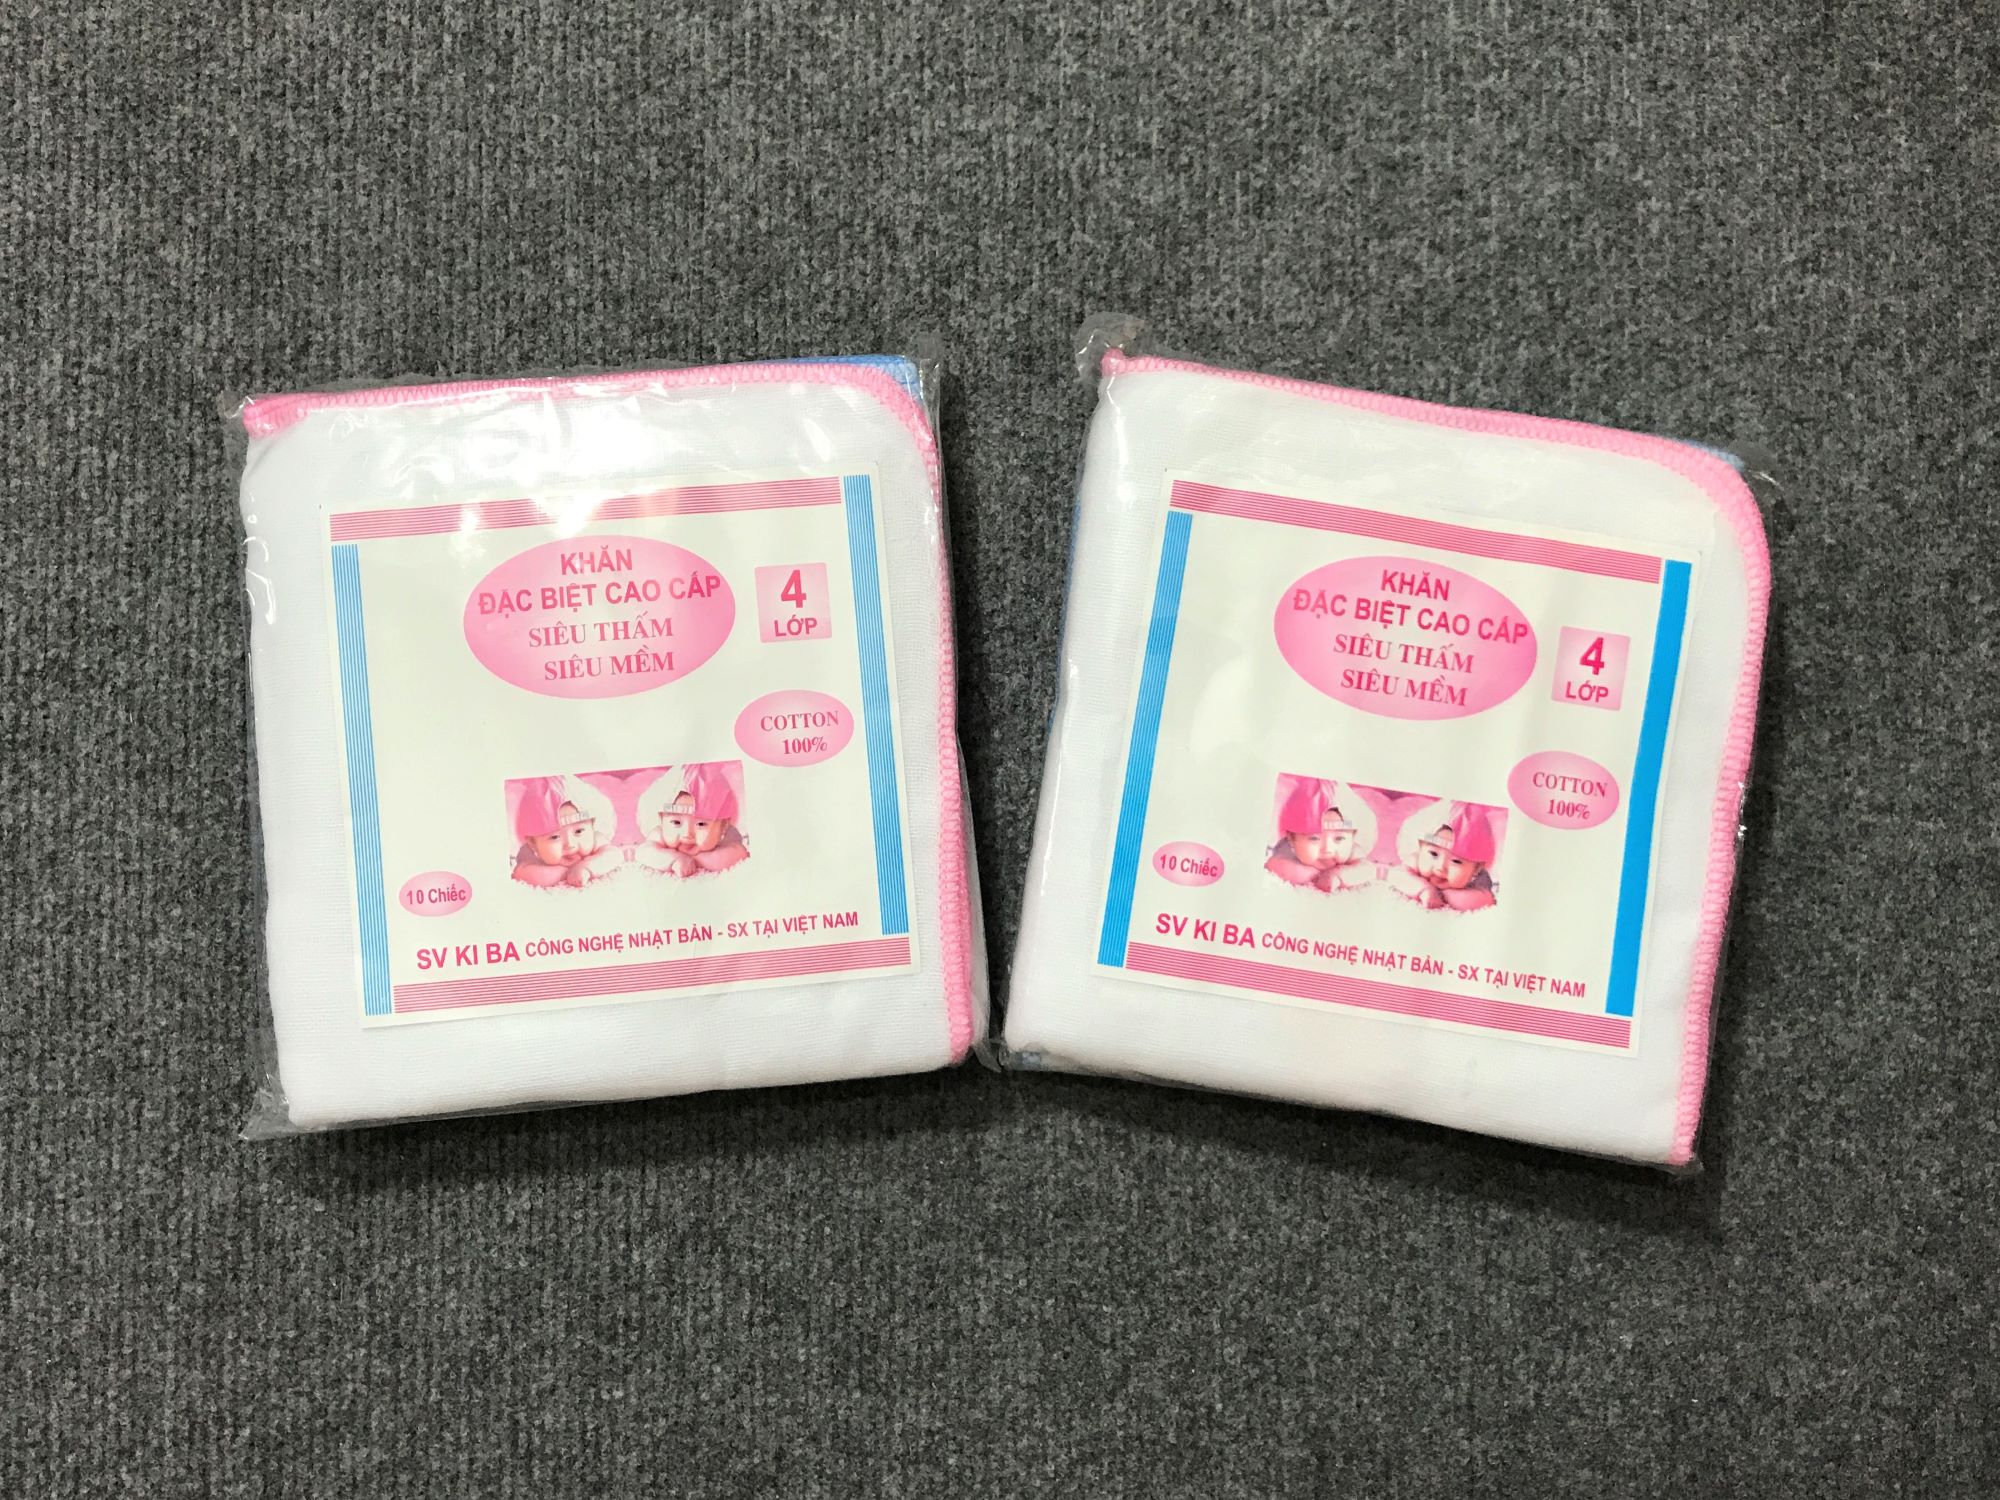 KHĂN
ĐẶC BIỆT CAO CẤP
SIÊU THẤM
SIÊU MỀM
4
LỚP
COTTON
100%
10 Chiếc
SV KI BA CÔNG NGHỆ NHẬT BẢN - SX TẠI VIỆT NAM
KHĂN
ĐẶC BIỆT CAO CẤP
SIÊU THẤM
SIÊU MỀM
4
LỚP
COTTON
100%
10 Chiếc
SV KI BA CÔNG NGHỆ NHẬT BẢN - SX TẠI VIỆT NAM